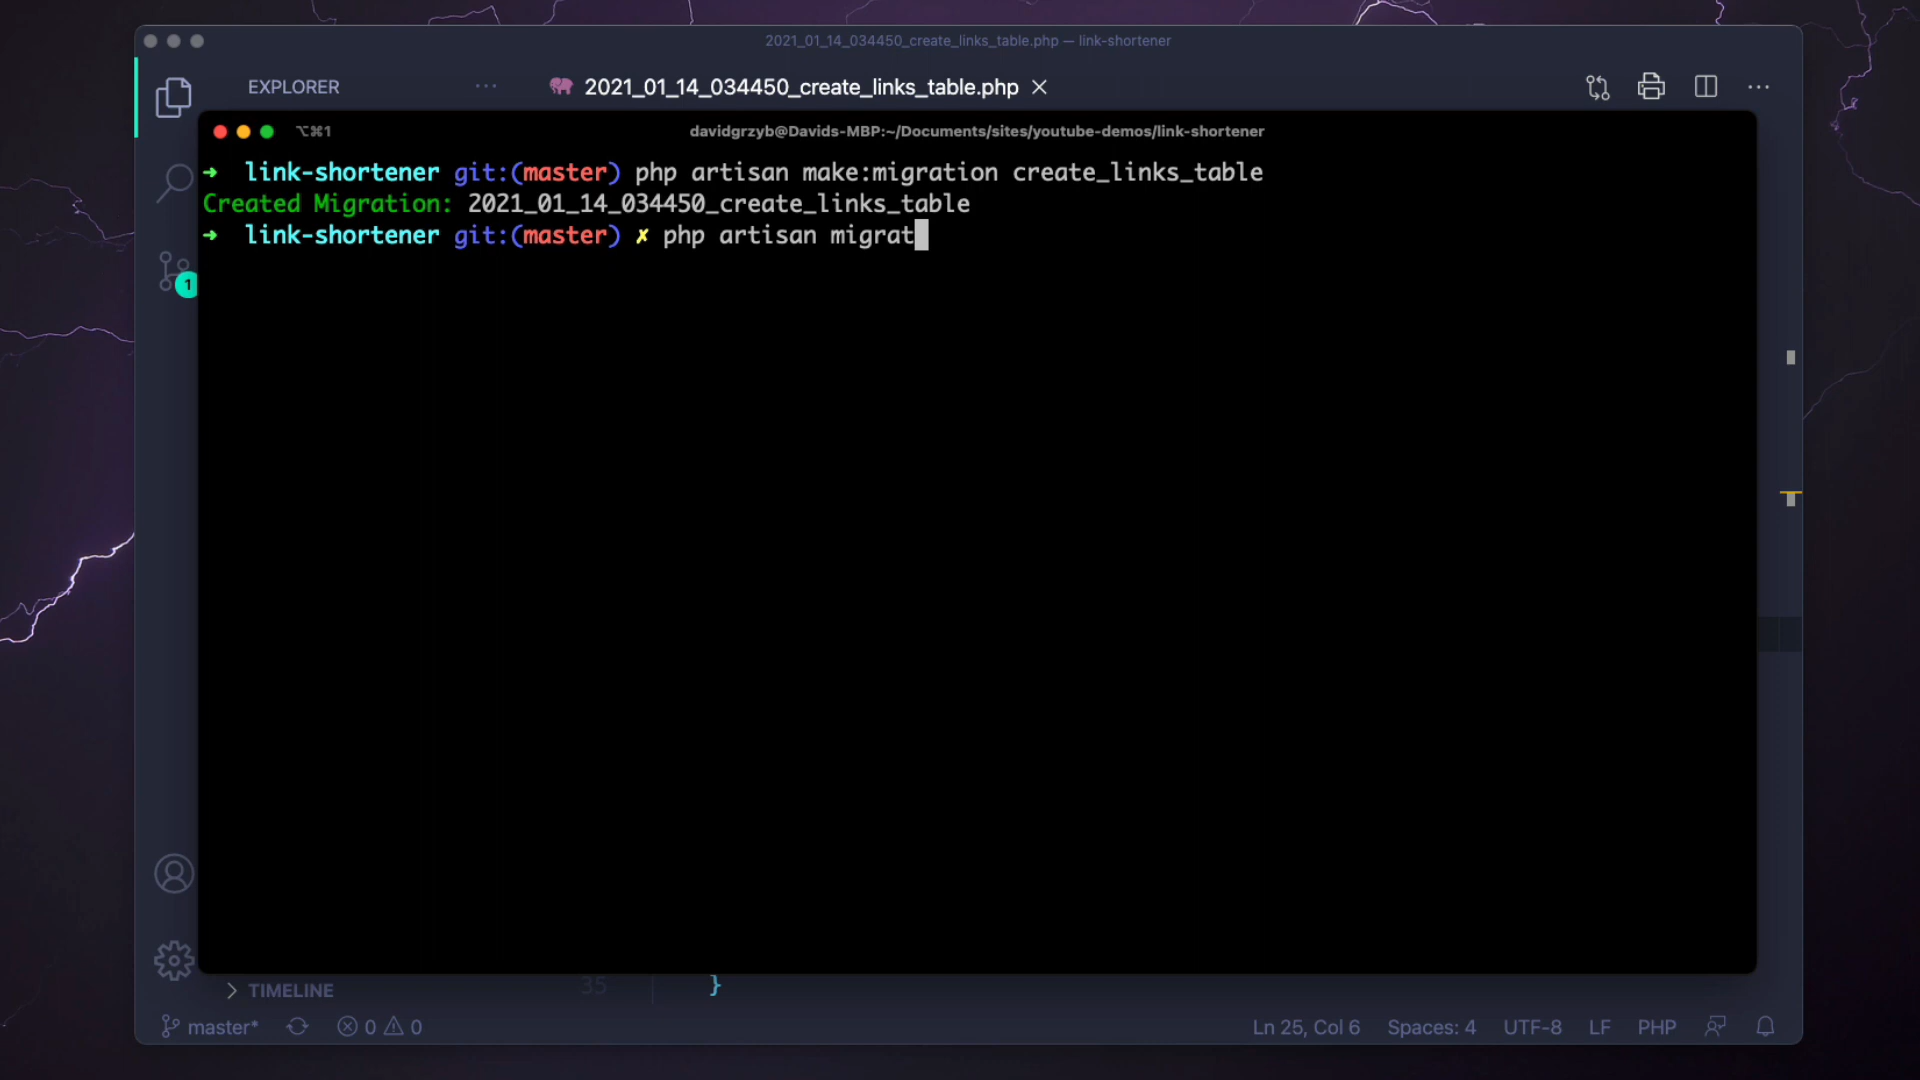 2021_01_14_034450_create_links_table.php — link-shortener
EXPLORER
2021_01_14_034450_create_links_table.php
⌥⌘1
davidgrzyb@Davids-MBP:~/Documents/sites/youtube-demos/link-shortener
➜ link-shortener git:(master) php artisan make:migration create_links_table
Created Migration: 2021_01_14_034450_create_links_table
➜ link-shortener git:(master) ✗ php artisan migrat
1
35 }
TIMELINE
master* 0 0 Ln 25, Col 6 Spaces: 4 UTF-8 LF PHP